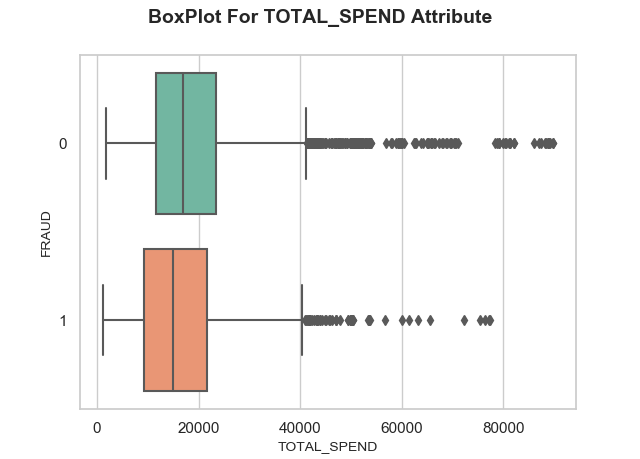 BoxPlot For TOTAL_SPEND Attribute
0
FRAUD
1
0 20000 40000 60000 80000
TOTAL_SPEND